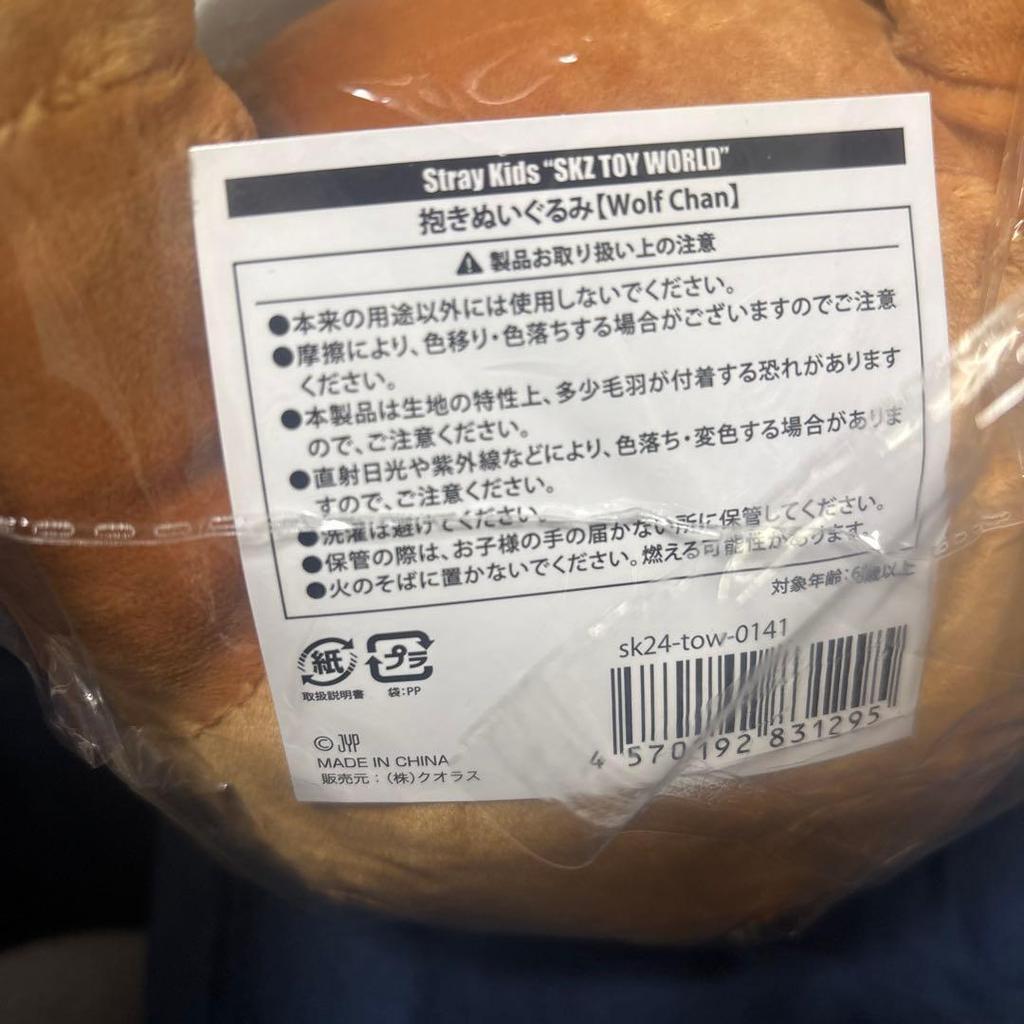 Stray Kids “SKZ TOY WORLD”
抱きぬいぐるみ【Wolf Chan】
製品お取り扱い上の注意
●本来の用途以外には使用しないでください。
●摩擦により、色移り・色落ちする場合がございますのでご注意
ください。
●本製品は生地の特性上、多少毛羽が付着する恐れがあります
ので、ご注意ください。
●直射日光や紫外線などにより、色落ち・変色する場合がありま
すので、ご注意ください。
●洗濯は避けてください。
●保管の際は、お子様の手の届かない所に保管してください。
●火のそばに置かないでください。燃える可能性があります。
対象年齢:6歳以上
紙
取扱説明書
プラ
袋:PP
sk24-tow-0141
4 570192 831295
© JYP
MADE IN CHINA
販売元:(株)クオラス